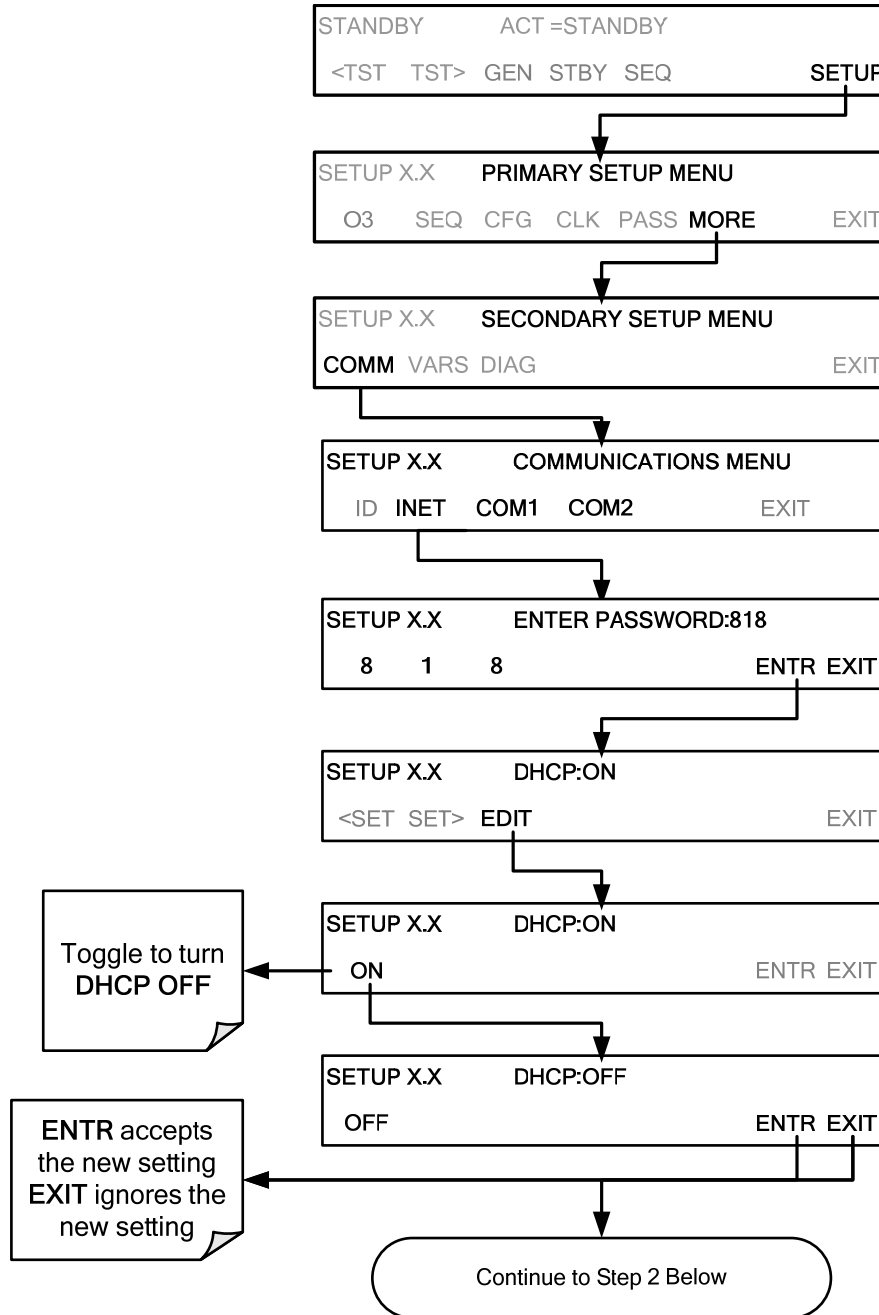 STANDBY ACT =STANDBY
<TST TST> GEN STBY SEQ SETUP
SETUP X.X PRIMARY SETUP MENU
O3 SEQ CFG CLK PASS MORE EXIT
SETUP X.X SECONDARY SETUP MENU
COMM VARS DIAG EXIT
SETUP X.X COMMUNICATIONS MENU
ID INET COM1 COM2 EXIT
SETUP X.X ENTER PASSWORD:818
8 1 8 ENTR EXIT
SETUP X.X DHCP:ON
<SET SET> EDIT EXIT
SETUP X.X DHCP:ON
ON ENTR EXIT
Toggle to turn
DHCP OFF
SETUP X.X DHCP:OFF
OFF ENTR EXIT
ENTR accepts
the new setting
EXIT ignores the
new setting
Continue to Step 2 Below